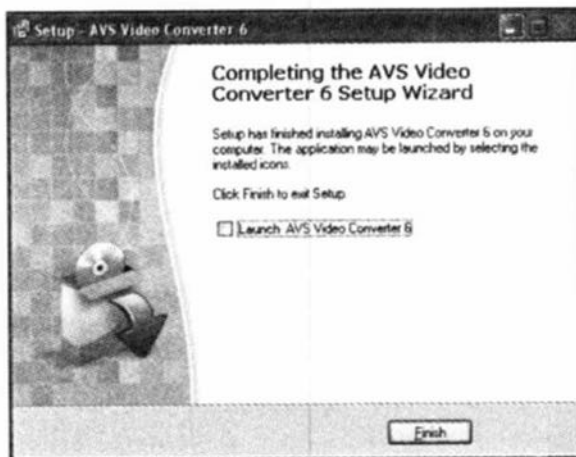 Setup - AVS Video Converter 6
Completing the AVS Video
Converter 6 Setup Wizard
Setup has finished installing AVS Video Converter 6 on your
computer. The application may be launched by selecting the
installed icons.
Click Finish to exit Setup.
Launch AVS Video Converter 6
Finish